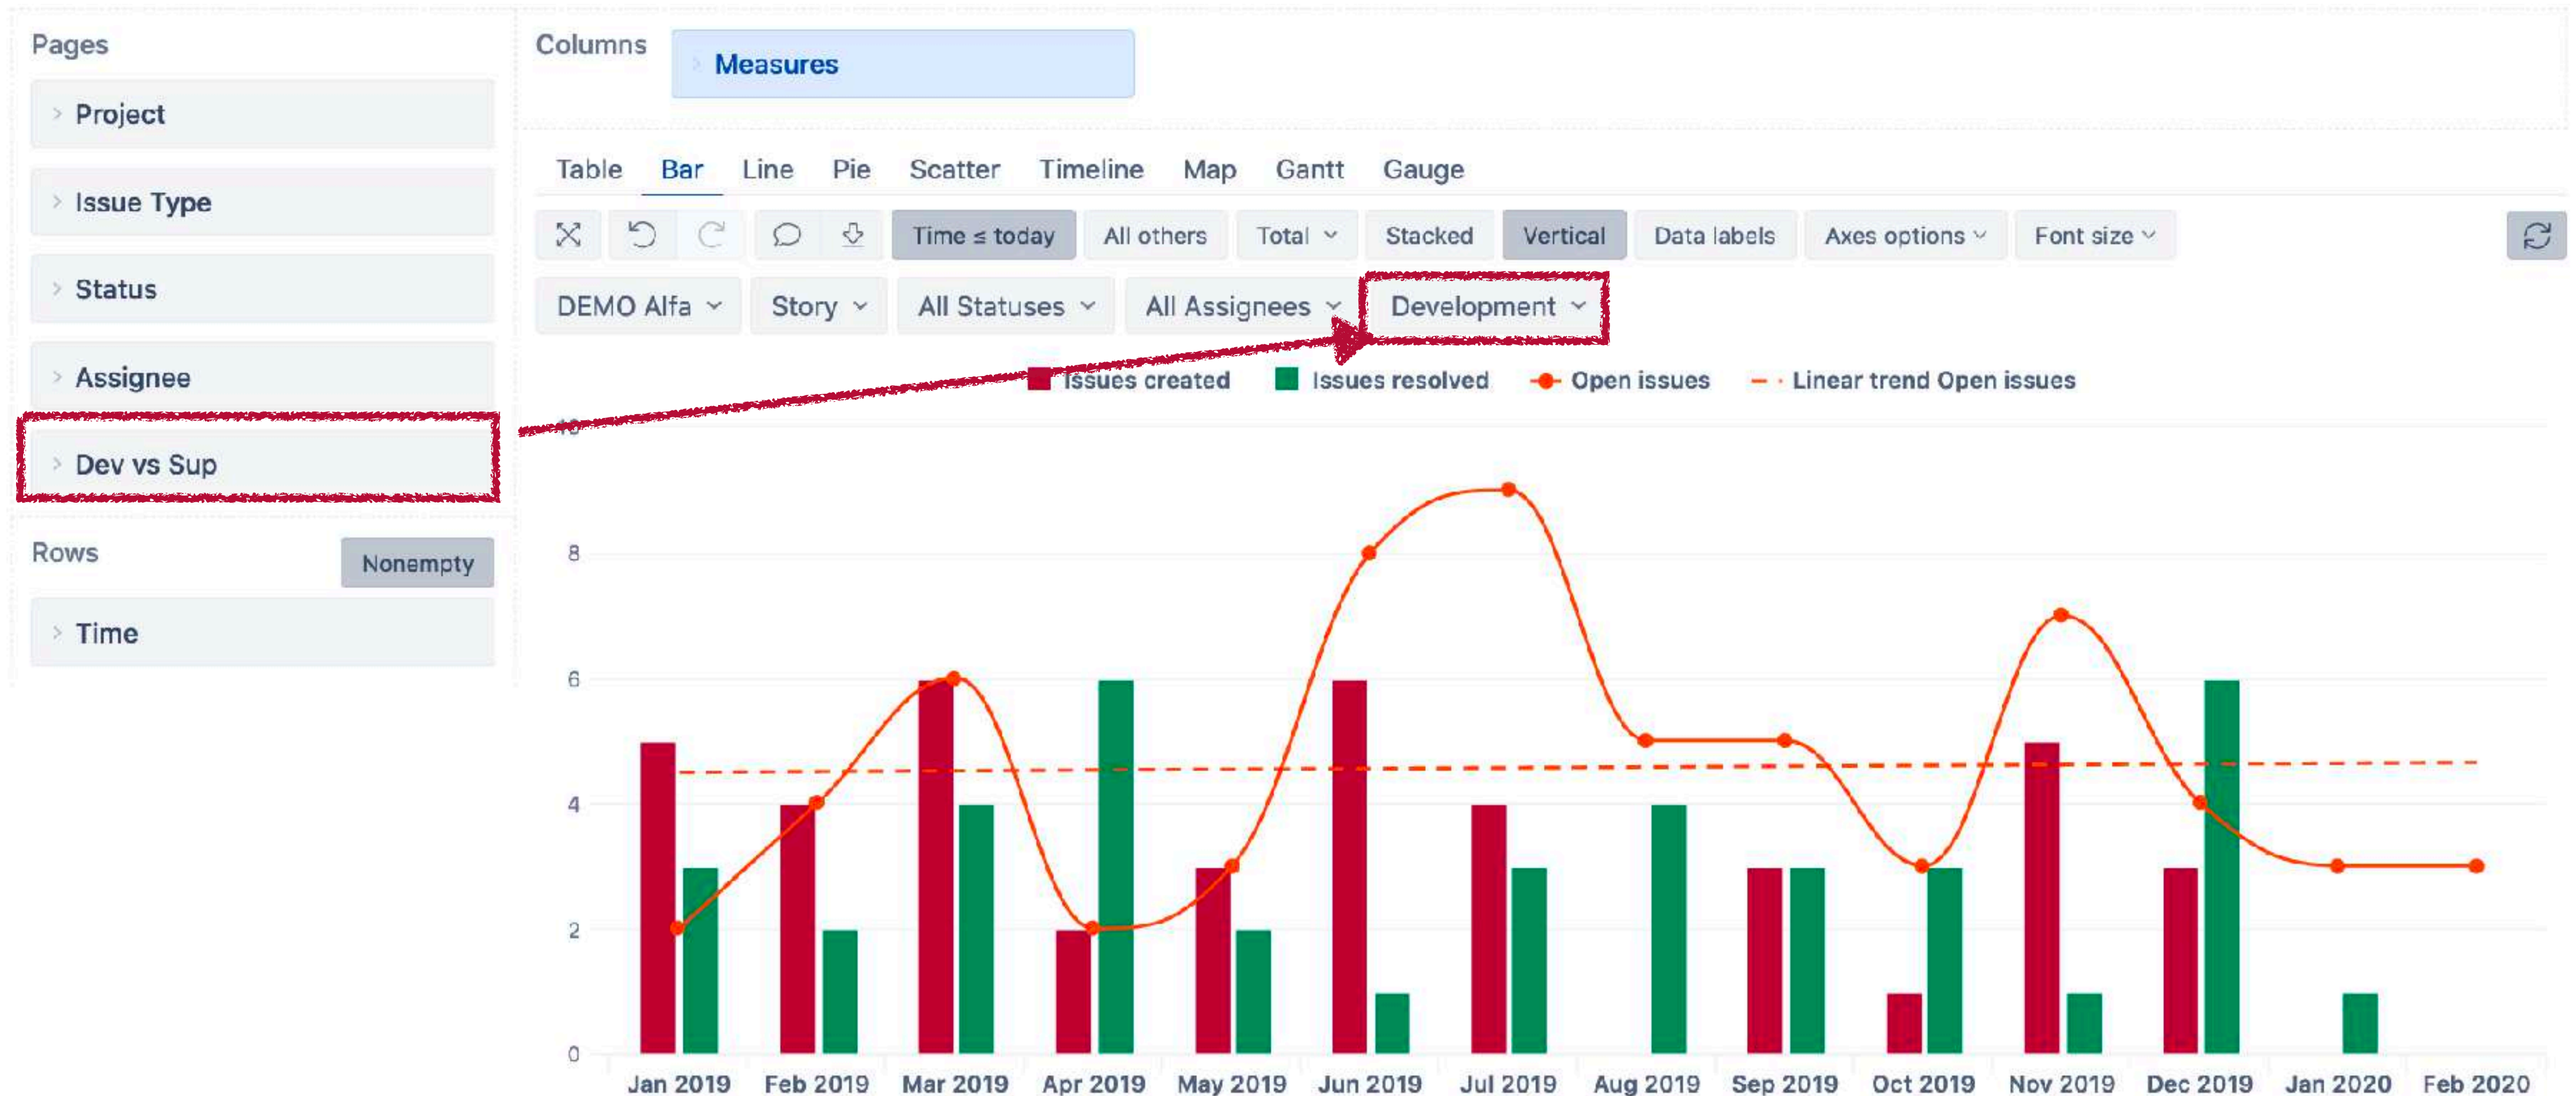 Pages
Project
Issue Type
Status
Assignee
Dev vs Sup
Rows Nonempty
Time
Columns Measures
Table Bar Line Pie Scatter Timeline Map Gantt Gauge
Time ≤ today All others Total Stacked Vertical Data labels Axes options Font size
DEMO Alfa Story All Statuses All Assignees Development
Issues created Issues resolved Open issues Linear trend Open issues
10
8
6
4
2
0
Jan 2019 Feb 2019 Mar 2019 Apr 2019 May 2019 Jun 2019 Jul 2019 Aug 2019 Sep 2019 Oct 2019 Nov 2019 Dec 2019 Jan 2020 Feb 2020